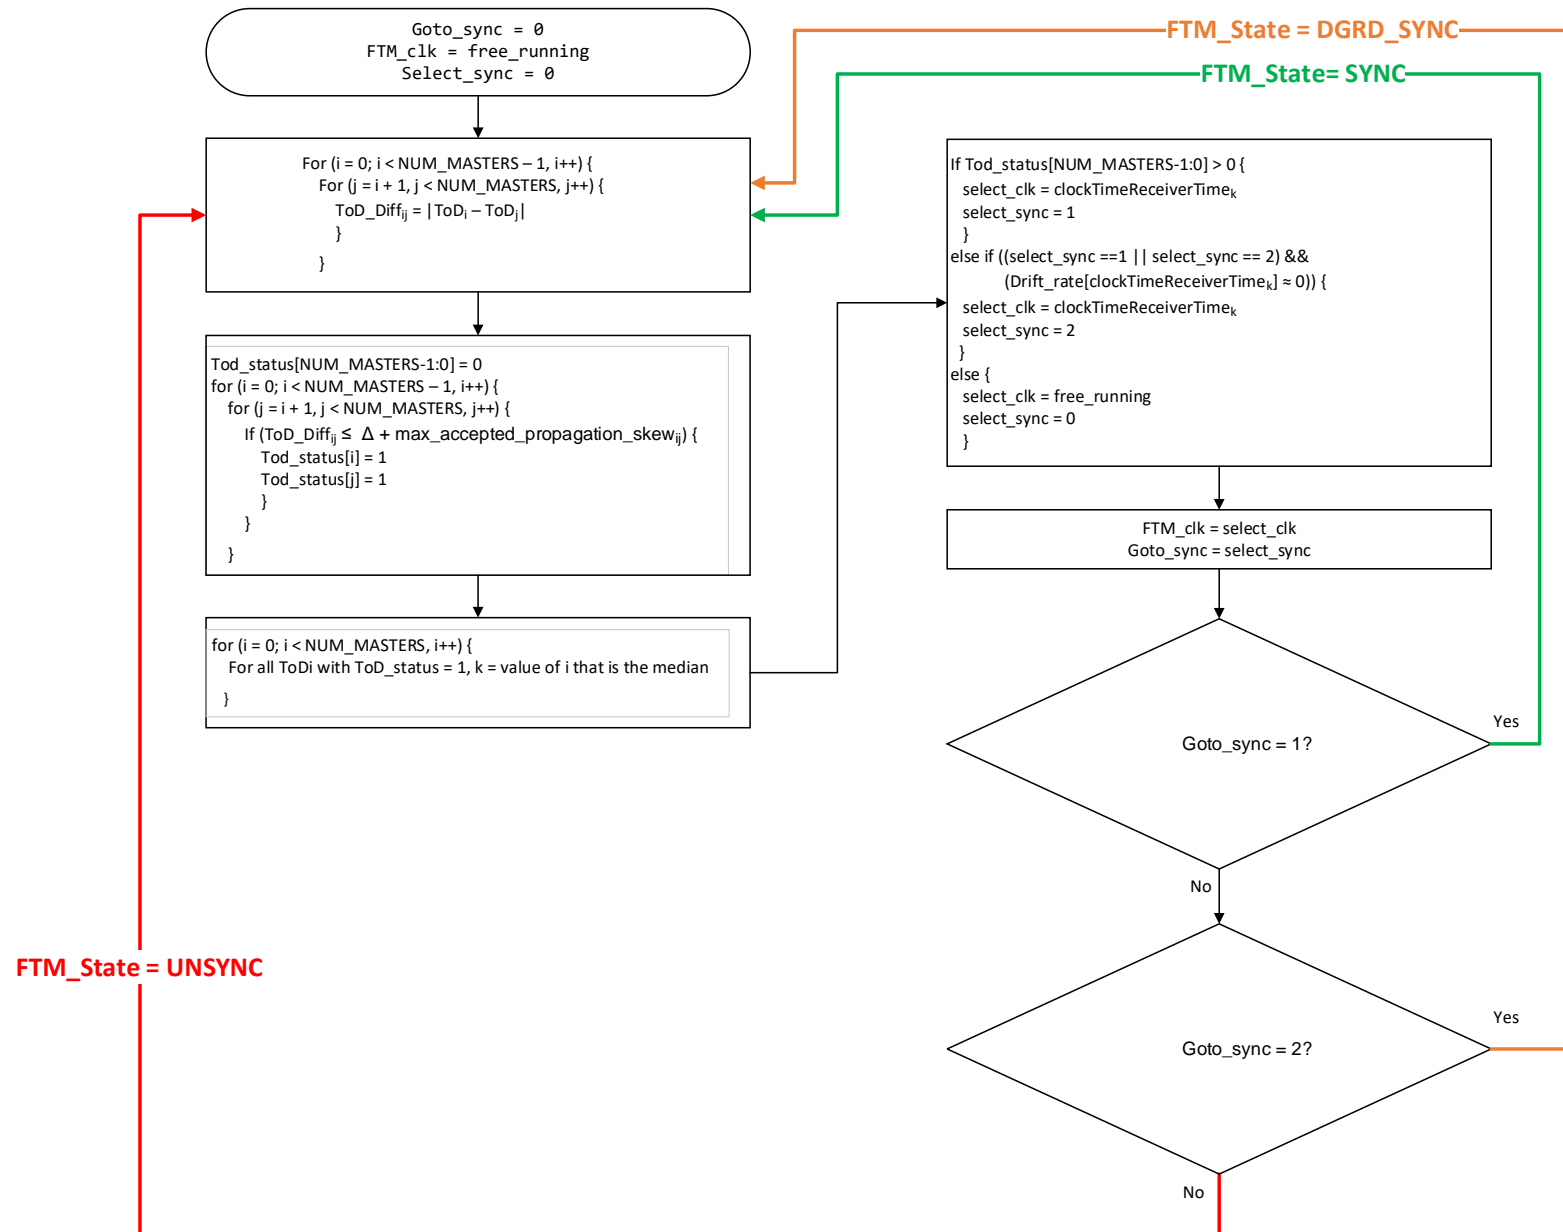 Goto_sync = 0
FTM_clk = free_running
Select_sync = 0
For (i = 0; i < NUM_MASTERS – 1, i++) {
For (j = i + 1, j < NUM_MASTERS, j++) {
ToD_Diffij = |ToDi – ToDj|
}
}
Tod_status[NUM_MASTERS-1:0] = 0
for (i = 0; i < NUM_MASTERS – 1, i++) {
for (j = i + 1, j < NUM_MASTERS, j++) {
If (ToD_Diffij ≤ Δ + max_accepted_propagation_skewij) {
Tod_status[i] = 1
Tod_status[j] = 1
}
}
}
for (i = 0; i < NUM_MASTERS, i++) {
For all ToDi with ToD_status = 1, k = value of i that is the median
}
FTM_State = DGRD_SYNC
FTM_State= SYNC
If Tod_status[NUM_MASTERS-1:0] > 0 {
select_clk = clockTimeReceiverTimek
select_sync = 1
}
else if ((select_sync ==1 || select_sync == 2) &&
(Drift_rate[clockTimeReceiverTimek] ≈ 0)) {
select_clk = clockTimeReceiverTimek
select_sync = 2
}
else {
select_clk = free_running
select_sync = 0
}
FTM_clk = select_clk
Goto_sync = select_sync
Goto_sync = 1?
Yes
No
Goto_sync = 2?
Yes
No
FTM_State = UNSYNC